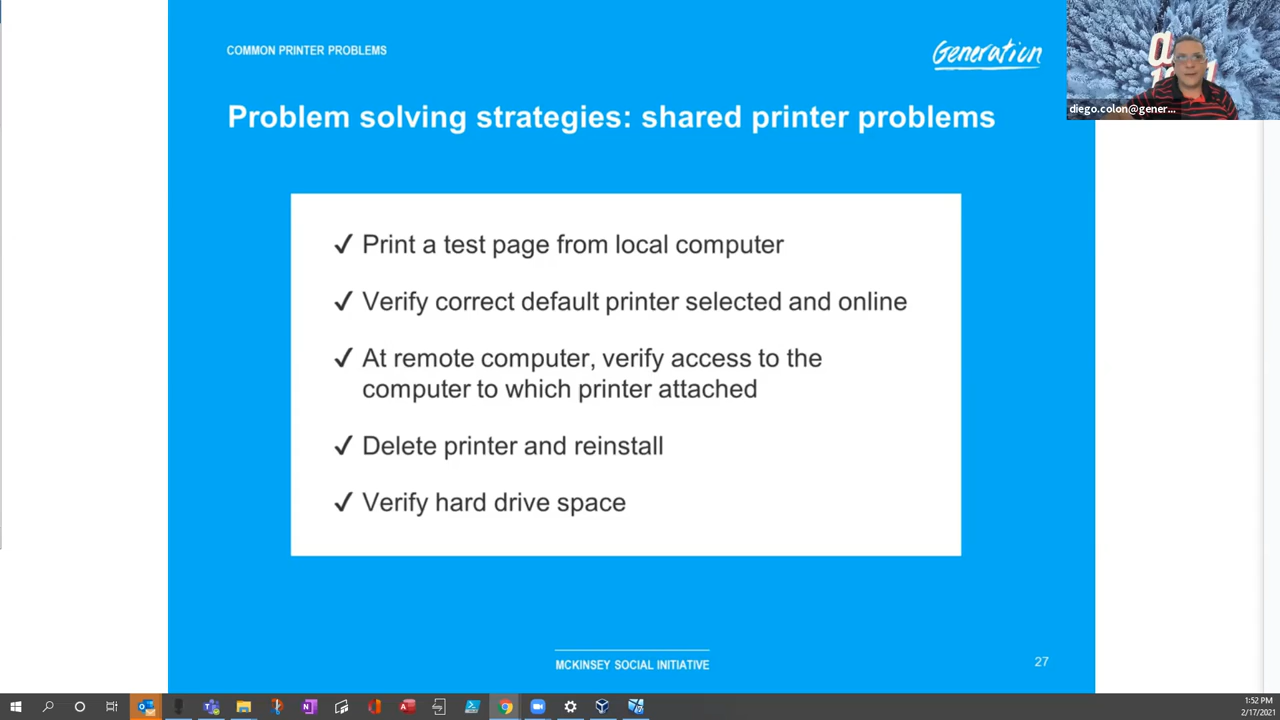 COMMON PRINTER PROBLEMS
Generation
diego.colon@gener...
Problem solving strategies: shared printer problems
✓ Print a test page from local computer
✓ Verify correct default printer selected and online
✓ At remote computer, verify access to the
computer to which printer attached
✓ Delete printer and reinstall
✓ Verify hard drive space
MCKINSEY SOCIAL INITIATIVE
27
1:52 PM
2/17/2021